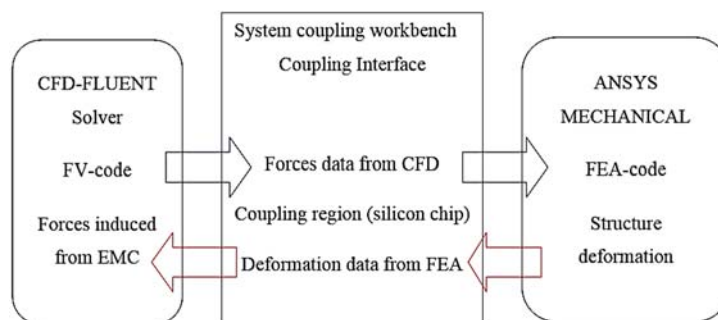 CFD-FLUENT
Solver
FV-code
Forces induced
from EMC
System coupling workbench
Coupling Interface
Forces data from CFD
Coupling region (silicon chip)
Deformation data from FEA
ANSYS
MECHANICAL
FEA-code
Structure
deformation